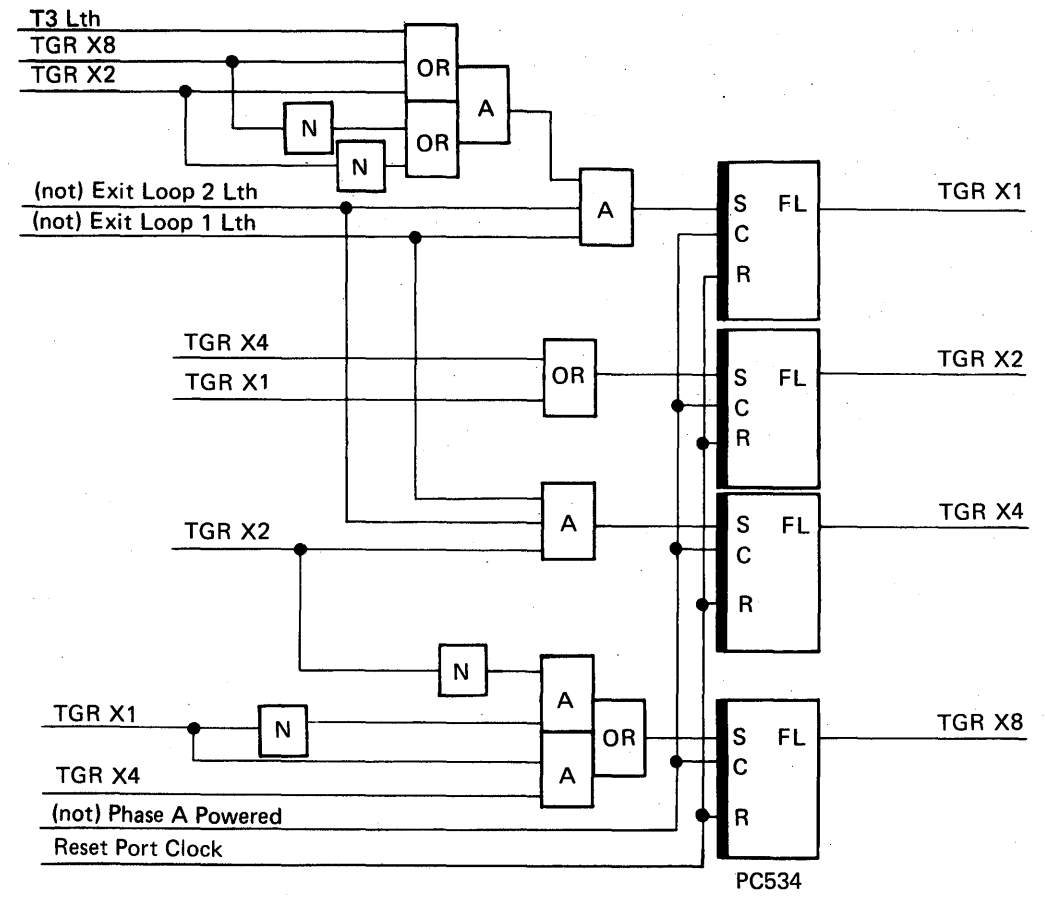 T3 Lth
TGR X8
TGR X2
OR
A
N
OR
N
(not) Exit Loop 2 Lth
(not) Exit Loop 1 Lth
A
S FL
C
R
TGR X1
TGR X4
TGR X1
OR
S FL
C
R
TGR X2
TGR X2
A
S FL
C
R
TGR X4
N
A
TGR X1
N
OR
A
S FL
C
R
TGR X8
TGR X4
(not) Phase A Powered
Reset Port Clock
PC534